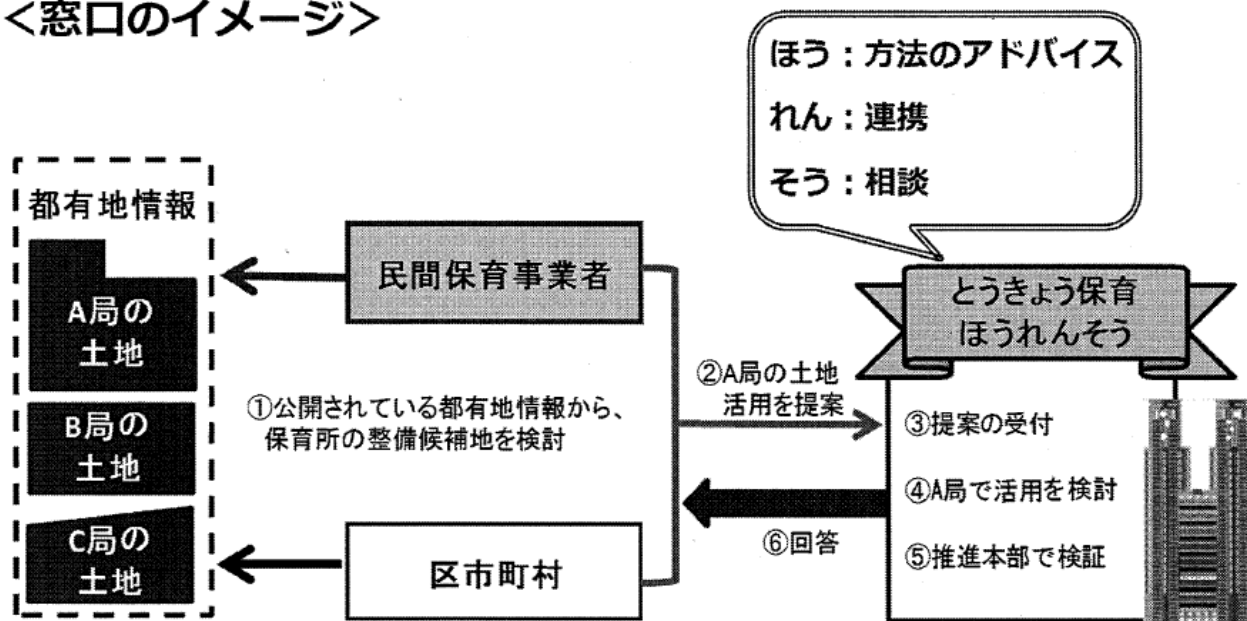 <窓口のイメージ>
ほう：方法のアドバイス
れん：連携
そう：相談
都有地情報
A局の
土地
B局の
土地
C局の
土地
民間保育事業者
①公開されている都有地情報から、
保育所の整備候補地を検討
区市町村
②A局の土地
活用を提案
⑥回答
とうきょう保育
ほうれんそう
③提案の受付
④A局で活用を検討
⑤推進本部で検証